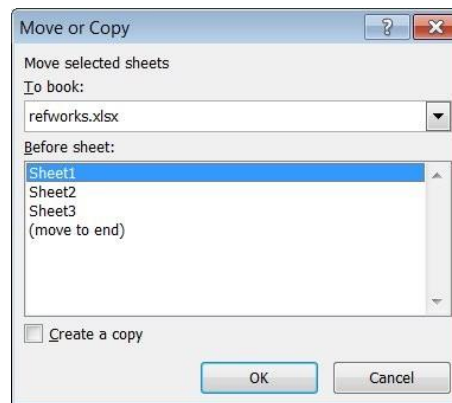 Move or Copy
?
Move selected sheets
To book:
refworks.xlsx
Before sheet:
Sheet1
Sheet2
Sheet3
(move to end)
Create a copy
OK
Cancel